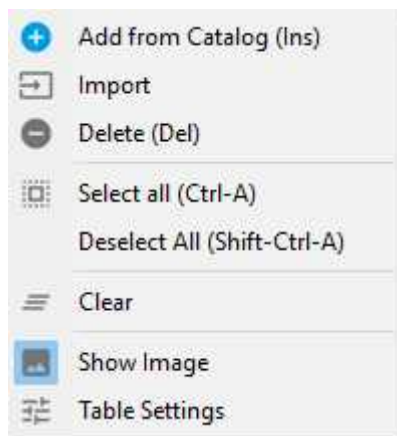 Add from Catalog (Ins)
Import
Delete (Del)
Select all (Ctrl-A)
Deselect All (Shift-Ctrl-A)
Clear
Show Image
Table Settings